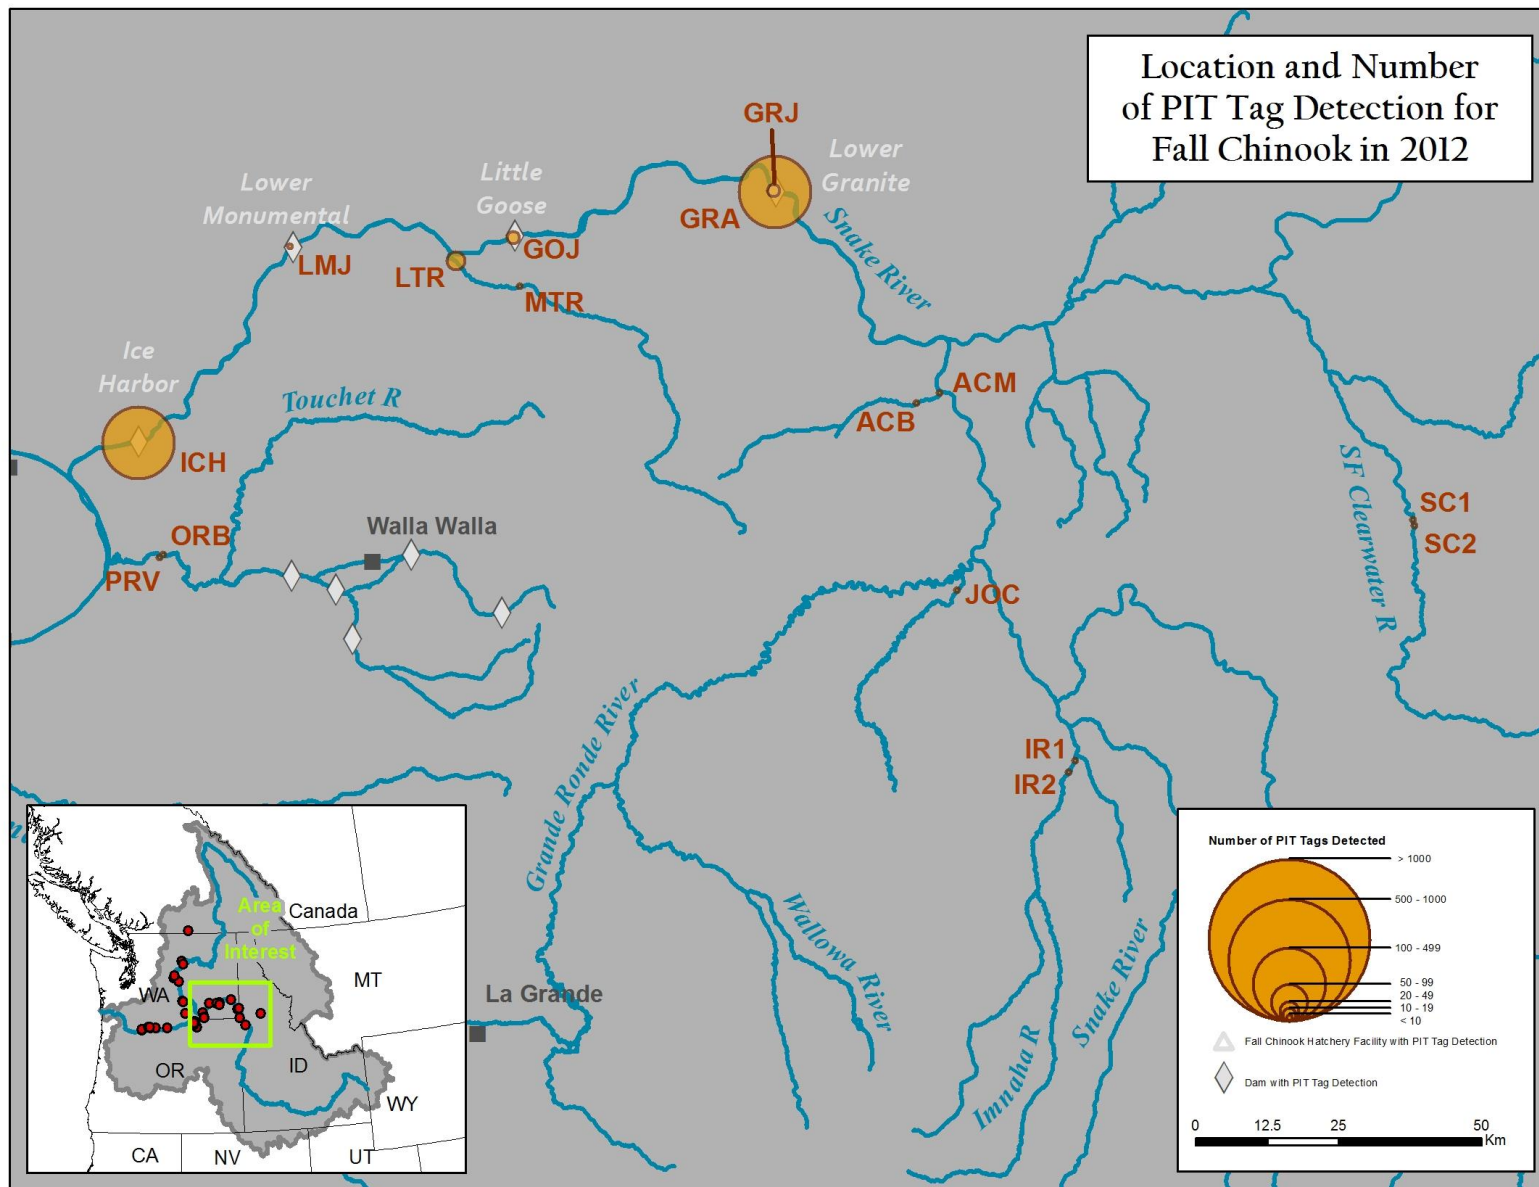 Location and Number
of PIT Tag Detection for
Fall Chinook in 2012
GRJ
Lower
Granite
GRA
Little
Goose
GOJ
Lower
Monumental
LMJ
LTR
MTR
Snake River
Ice
Harbor
ICH
Touchet R
ACM
ACB
SF Clearwater R
SC1
SC2
ORB
PRV
Walla Walla
JOC
IR1
IR2
Grande Ronde River
Wallowa River
Imnaha R
Snake River
La Grande
Area
of
Interest
Canada
WA
MT
OR
ID
WY
CA
NV
UT
Number of PIT Tags Detected
> 1000
500 - 1000
100 - 499
50 - 99
20 - 49
10 - 19
< 10
Fall Chinook Hatchery Facility with PIT Tag Detection
Dam with PIT Tag Detection
0 12.5 25 50
Km